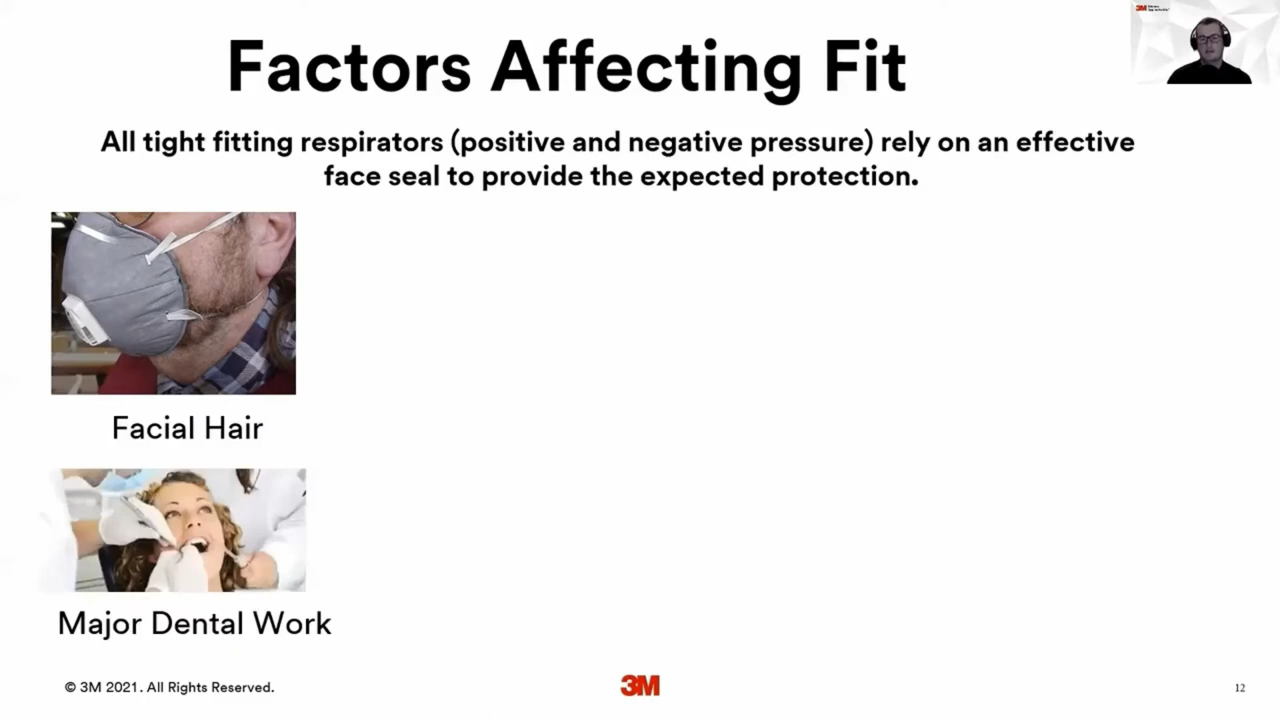 Factors Affecting Fit
All tight fitting respirators (positive and negative pressure) rely on an effective
face seal to provide the expected protection.
Facial Hair
Major Dental Work
© 3M 2021. All Rights Reserved.
3M
12
3M